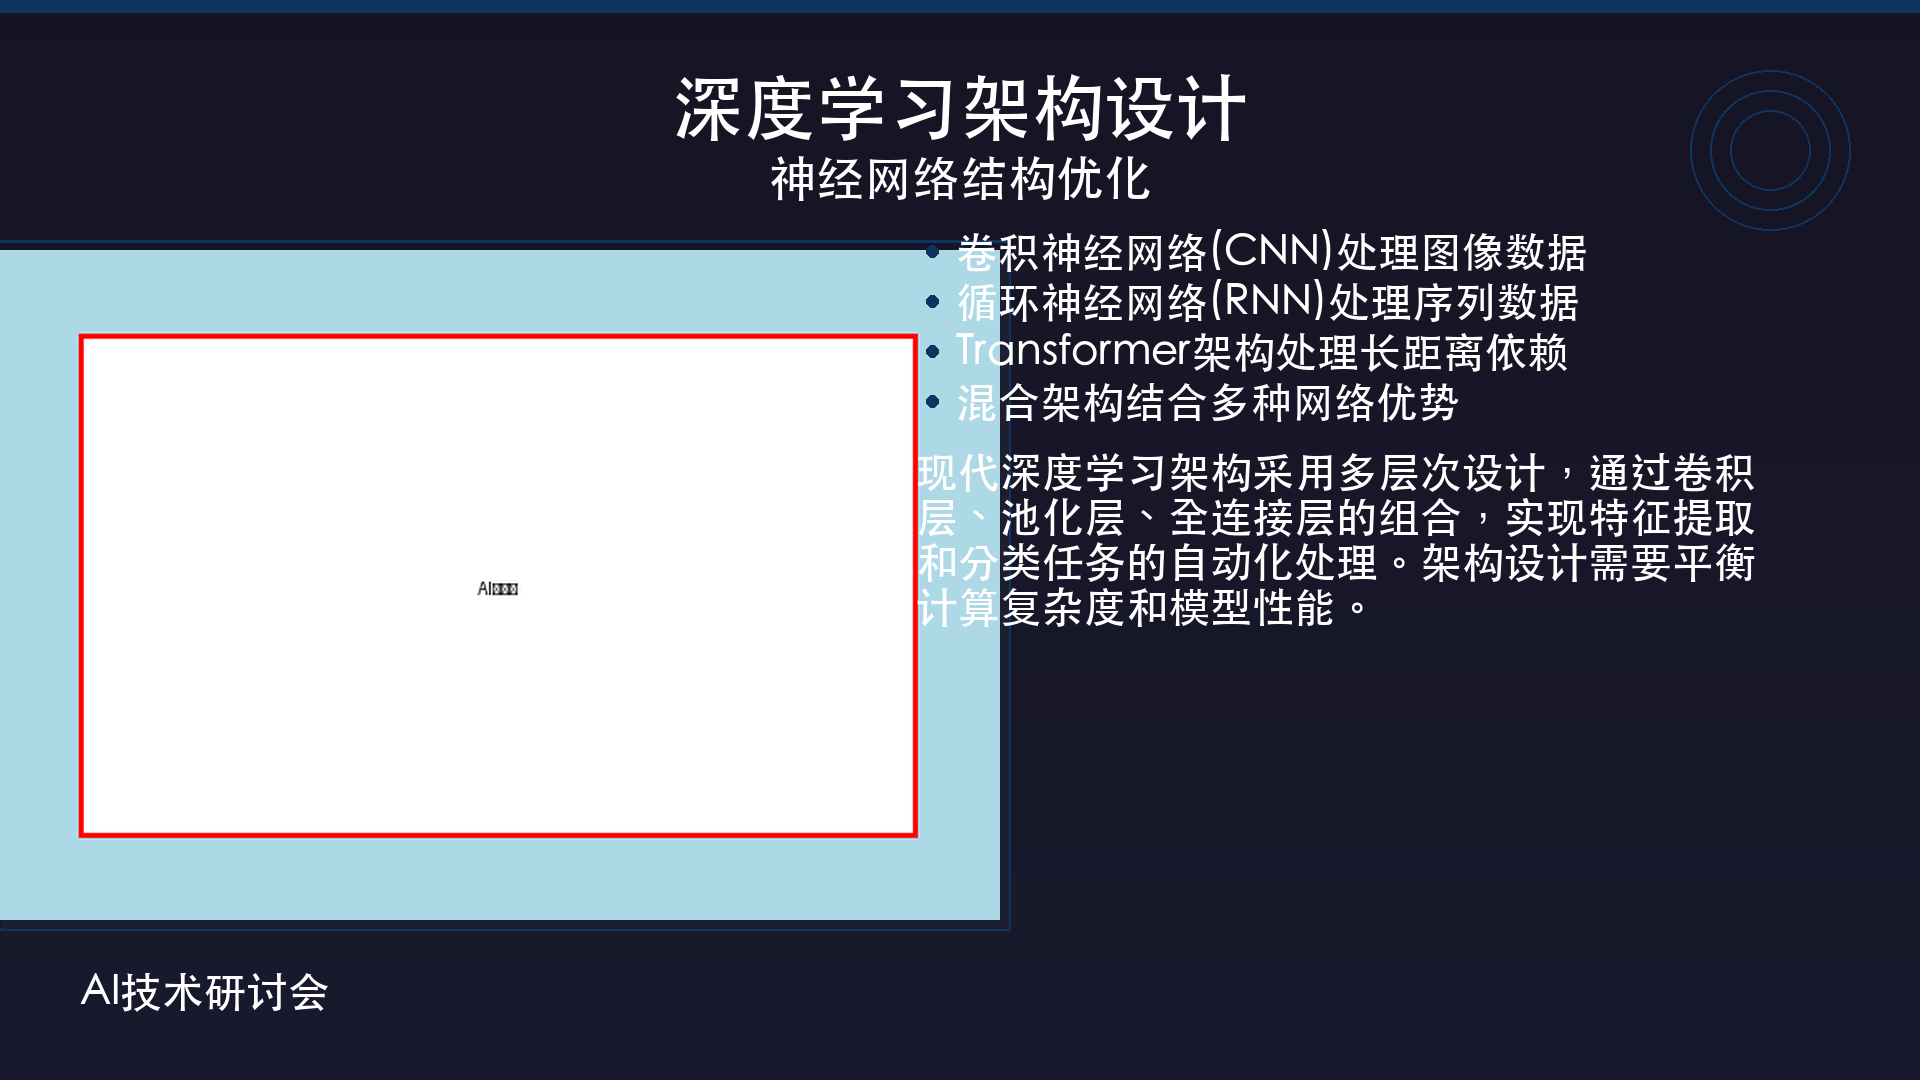 深度学习架构设计
神经网络结构优化
• 卷积神经网络(CNN)处理图像数据
• 循环神经网络(RNN)处理序列数据
• Transformer架构处理长距离依赖
• 混合架构结合多种网络优势
现代深度学习架构采用多层次设计，通过卷积
层、池化层、全连接层的组合，实现特征提取
和分类任务的自动化处理。架构设计需要平衡
计算复杂度和模型性能。
AI
AI技术研讨会